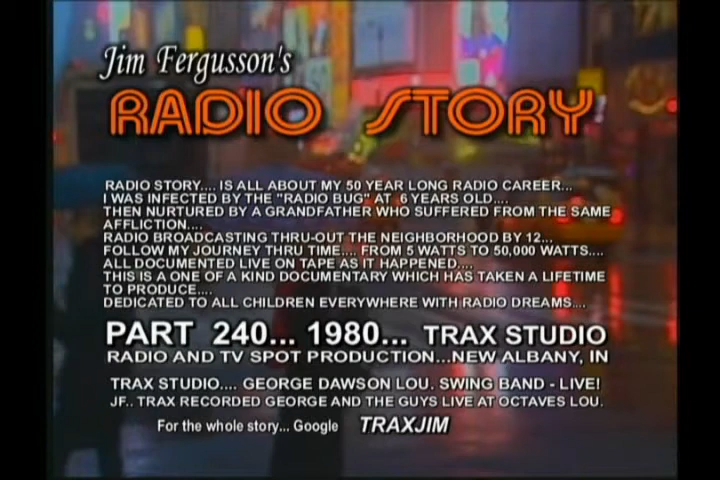 Jim Fergusson's
RADIO STORY
RADIO STORY.... IS ALL ABOUT MY 50 YEAR LONG RADIO CAREER...
I WAS INFECTED BY THE "RADIO BUG" AT 6 YEARS OLD....
THEN NURTURED BY A GRANDFATHER WHO SUFFERED FROM THE SAME
AFFLICTION....
RADIO BROADCASTING THRU-OUT THE NEIGHBORHOOD BY 12...
FOLLOW MY JOURNEY THRU TIME.... FROM 5 WATTS TO 50,000 WATTS....
ALL DOCUMENTED LIVE ON TAPE AS IT HAPPENED....
THIS IS A ONE OF A KIND DOCUMENTARY WHICH HAS TAKEN A LIFETIME
TO PRODUCE....
DEDICATED TO ALL CHILDREN EVERYWHERE WITH RADIO DREAMS....
PART 240... 1980... TRAX STUDIO
RADIO AND TV SPOT PRODUCTION...NEW ALBANY, IN
TRAX STUDIO.... GEORGE DAWSON LOU. SWING BAND - LIVE!
JF.. TRAX RECORDED GEORGE AND THE GUYS LIVE AT OCTAVES LOU.
For the whole story... Google TRAXJIM